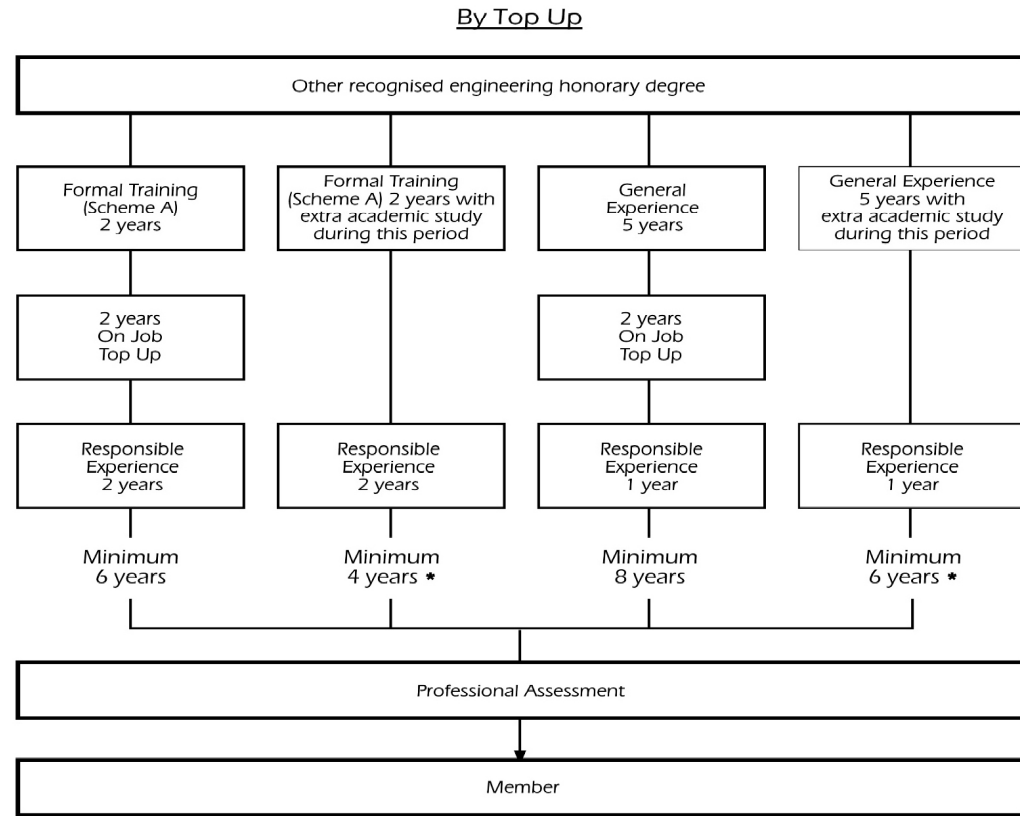 By Top Up
Other recognised engineering honorary degree
Formal Training
(Scheme A)
2 years
Formal Training
(Scheme A) 2 years with
extra academic study
during this period
General
Experience
5 years
General Experience
5 years with
extra academic study
during this period
2 years
On Job
Top Up
2 years
On Job
Top Up
Responsible
Experience
2 years
Responsible
Experience
2 years
Responsible
Experience
1 year
Responsible
Experience
1 year
Minimum
6 years
Minimum
4 years *
Minimum
8 years
Minimum
6 years *
Professional Assessment
Member